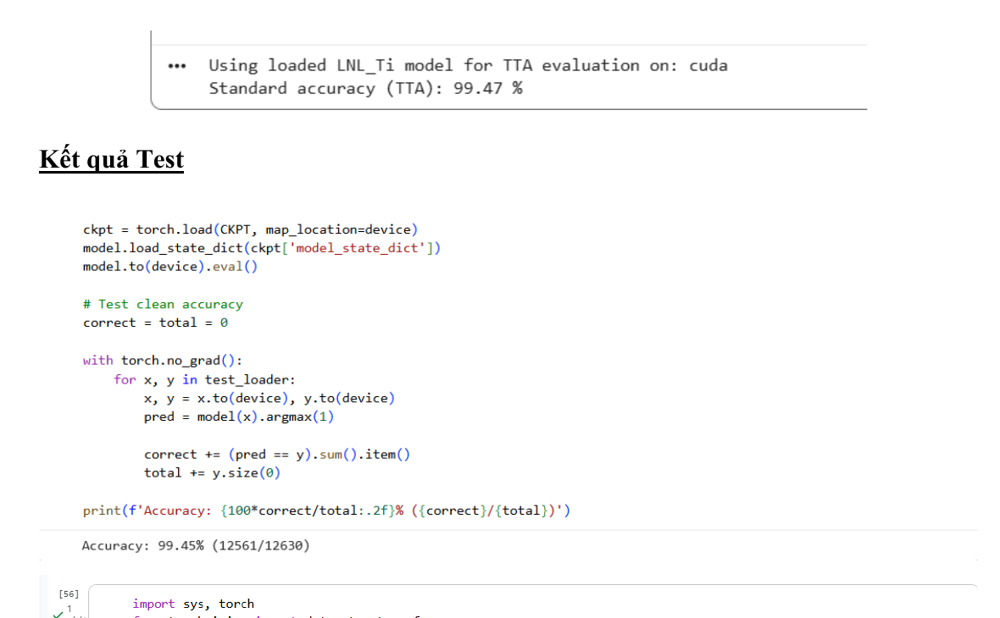 ••• Using loaded LNL_Ti model for TTA evaluation on: cuda
Standard accuracy (TTA): 99.47 %
Kết quả Test
ckpt = torch.load(CKPT, map_location=device)
model.load_state_dict(ckpt['model_state_dict'])
model.to(device).eval()
# Test clean accuracy
correct = total = 0
with torch.no_grad():
    for x, y in test_loader:
        x, y = x.to(device), y.to(device)
        pred = model(x).argmax(1)
        correct += (pred == y).sum().item()
        total += y.size(0)
print(f'Accuracy: {100*correct/total:.2f}% ({correct}/{total})')
Accuracy: 99.45% (12561/12630)
[56]
1
import sys, torch